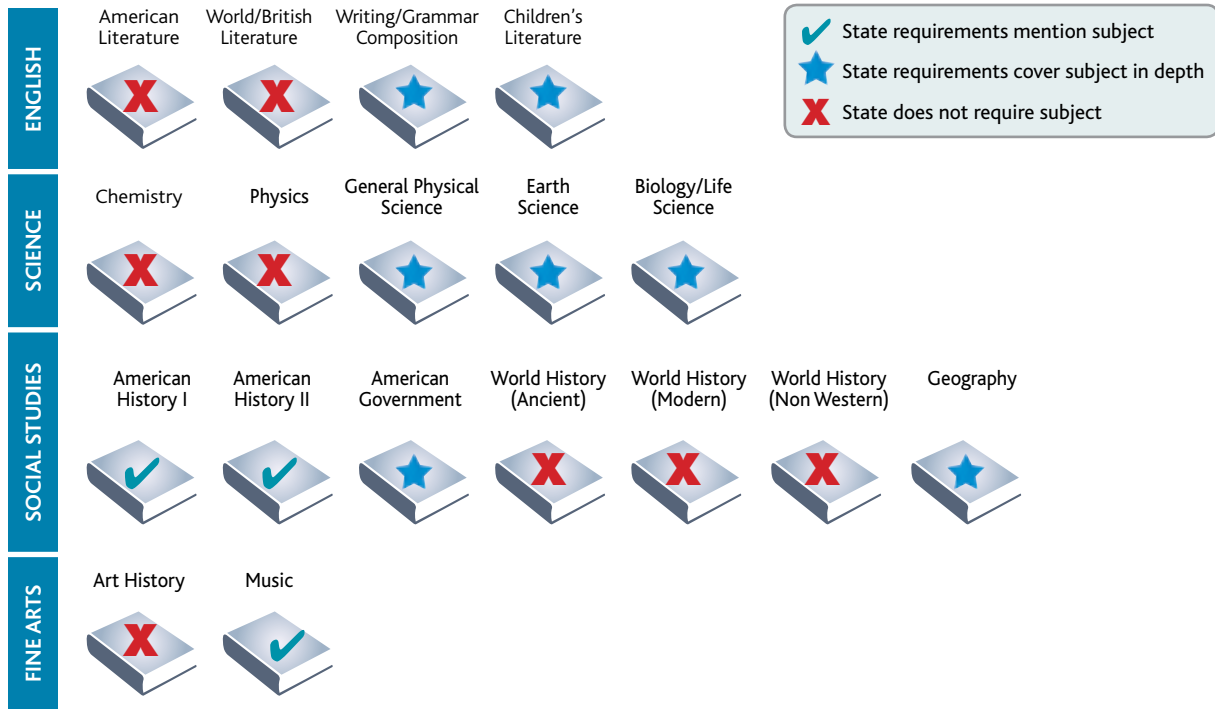 ENGLISH
American
Literature
World/British
Literature
Writing/Grammar
Composition
Children's
Literature
State requirements mention subject
State requirements cover subject in depth
State does not require subject
SCIENCE
Chemistry
Physics
General Physical
Science
Earth
Science
Biology/Life
Science
SOCIAL STUDIES
American
History I
American
History II
American
Government
World History
(Ancient)
World History
(Modern)
World History
(Non Western)
Geography
FINE ARTS
Art History
Music